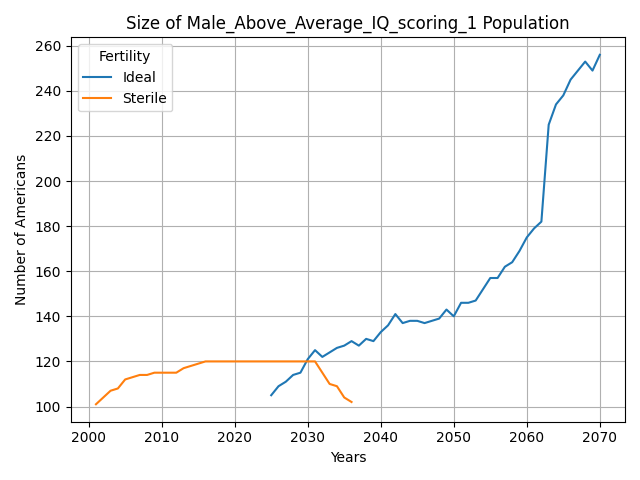 Size of Male_Above_Average_IQ_scoring_1 Population
Fertility
Ideal
Sterile
Number of Americans
260
240
220
200
180
160
140
120
100
2000
2010
2020
2030
2040
2050
2060
2070
Years